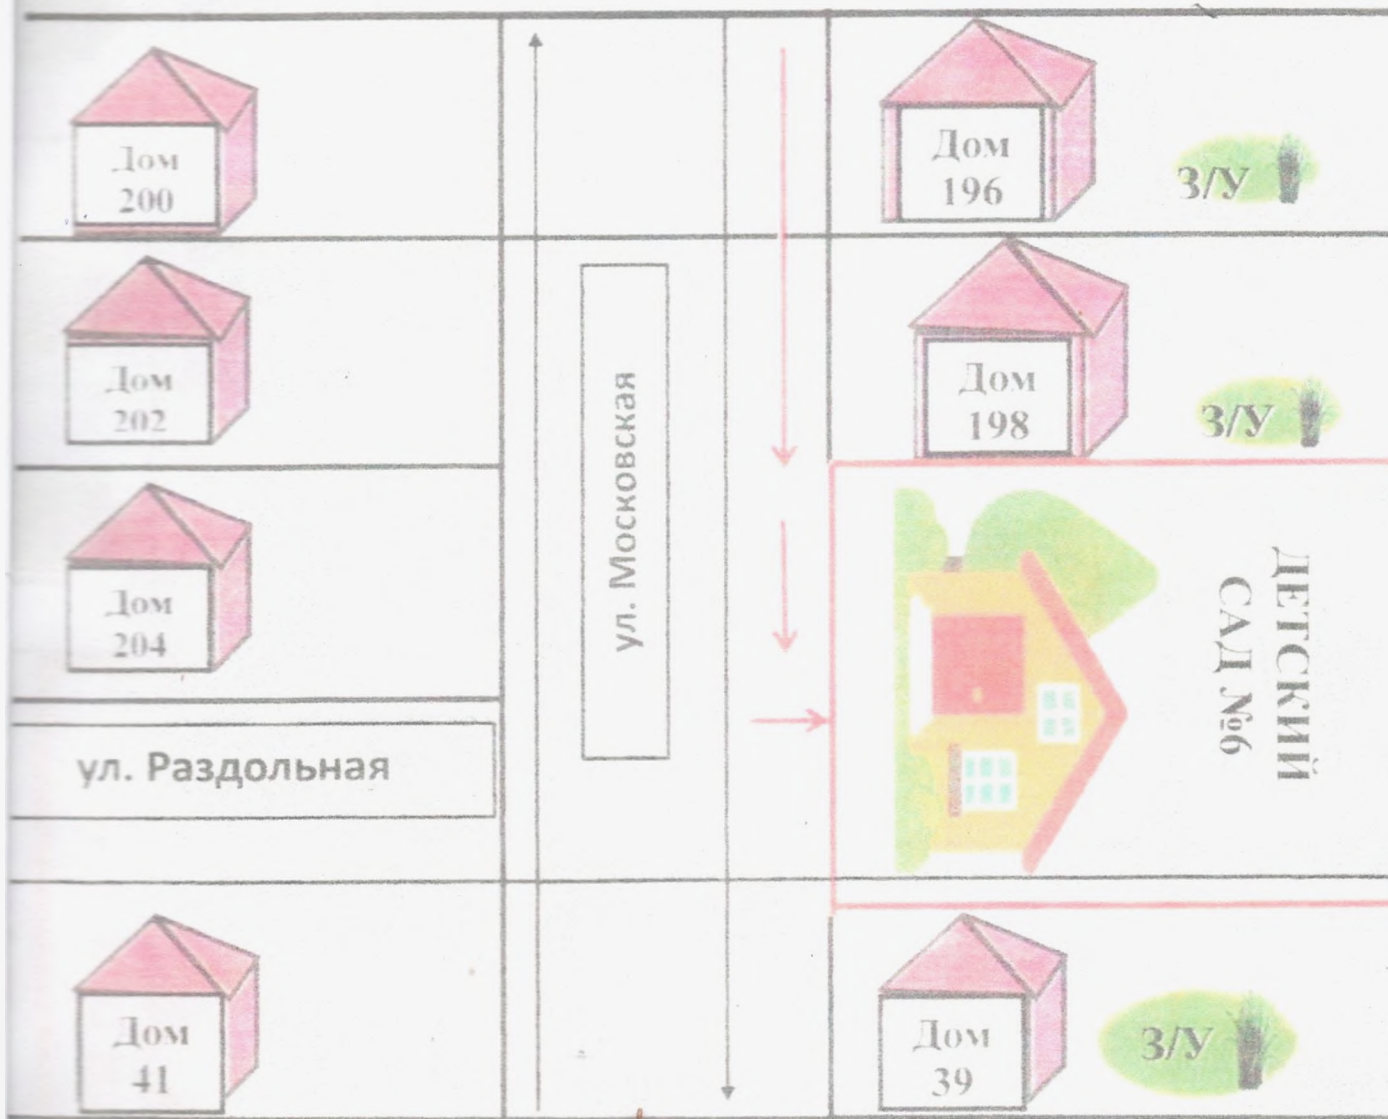 Дом
200
Дом
196
З/У
Дом
202
Дом
198
З/У
ул. Московская
Дом
204
ДЕТСКИЙ
САД №6
ул. Раздольная
Дом
41
Дом
39
З/У